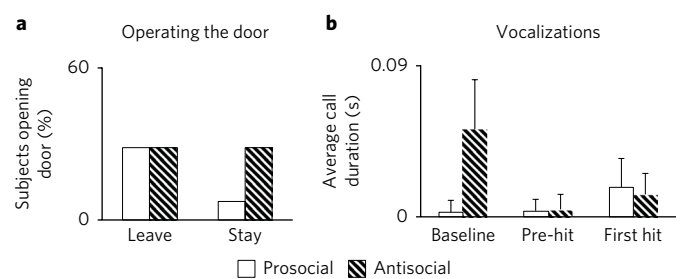 a
Operating the door
60
0
Subjects opening
door (%)
Leave
Stay
b
Vocalizations
0.09
0
Average call
duration (s)
Baseline
Pre-hit
First hit
Prosocial
Antisocial